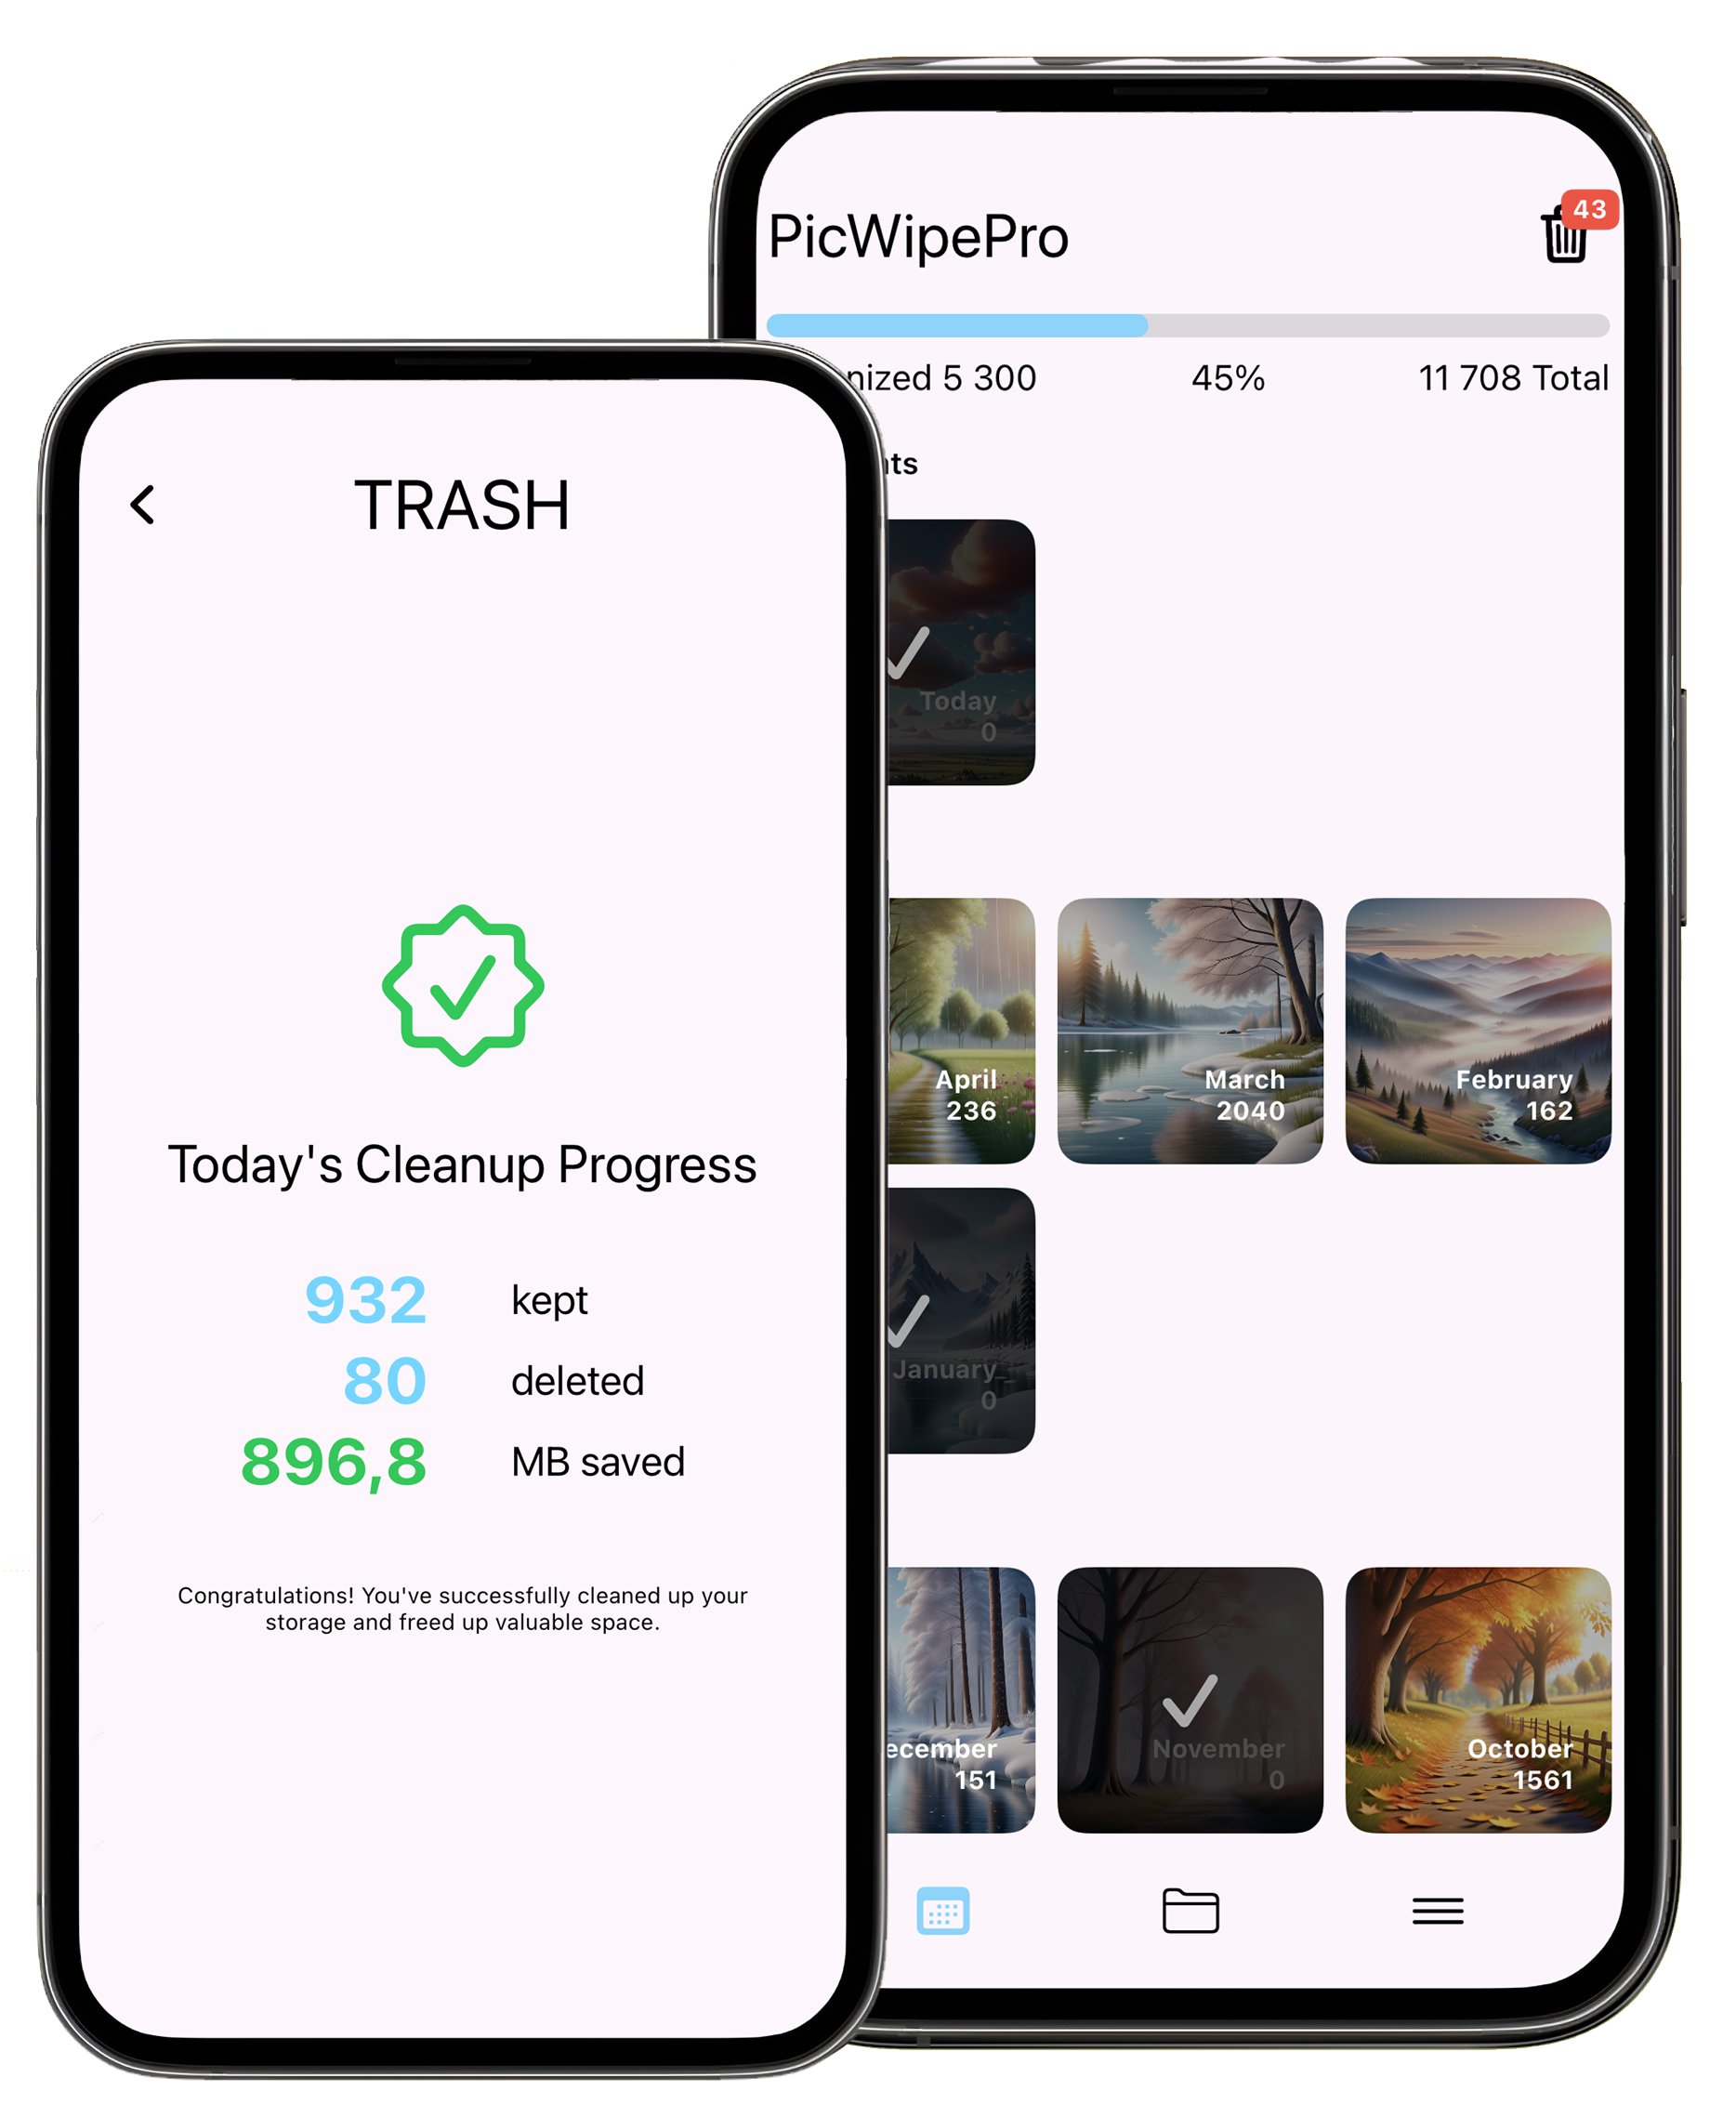 PicWipePro
43
nized 5 300
45%
11 708 Total
nts
Today
0
April
236
March
2040
February
162
January
0
ecember
151
November
0
October
1561
TRASH
Today's Cleanup Progress
932 kept
80 deleted
896,8 MB saved
Congratulations! You've successfully cleaned up your
storage and freed up valuable space.